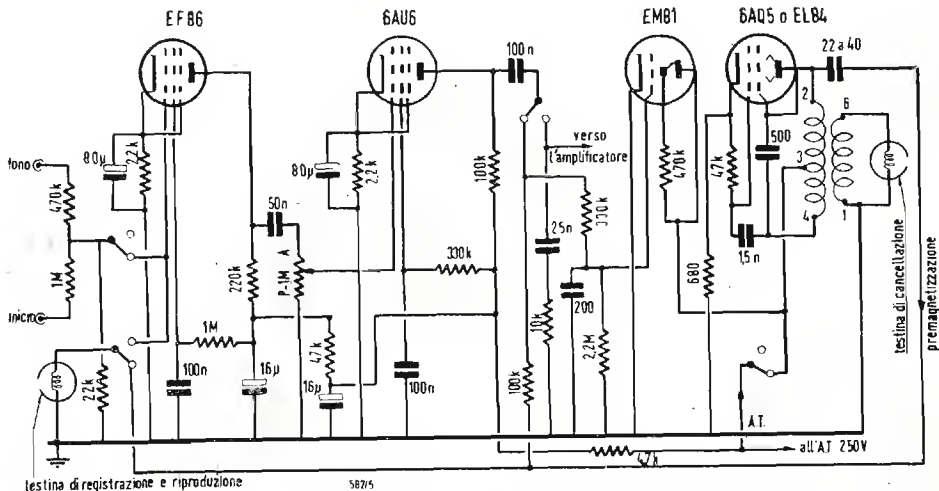 EF86
6AU6
EM81
6AQ5 o EL84
100n
22 a 40
2
6
verso
l'amplificatore
80µ
2,2k
80µ
2,2k
100k
470k
47k
500
3
fono
470k
50n
A
P-1M
330k
330k
25n
1,5n
4
1
220k
680
1M
micro
1M
47k
200
10k
2,2M
22k
100n
16µ
16µ
100n
100k
A.T.
testina di cancellazione
premagnetizzazione
all'A.T 250V
47k
testina di registrazione e riproduzione
582/5